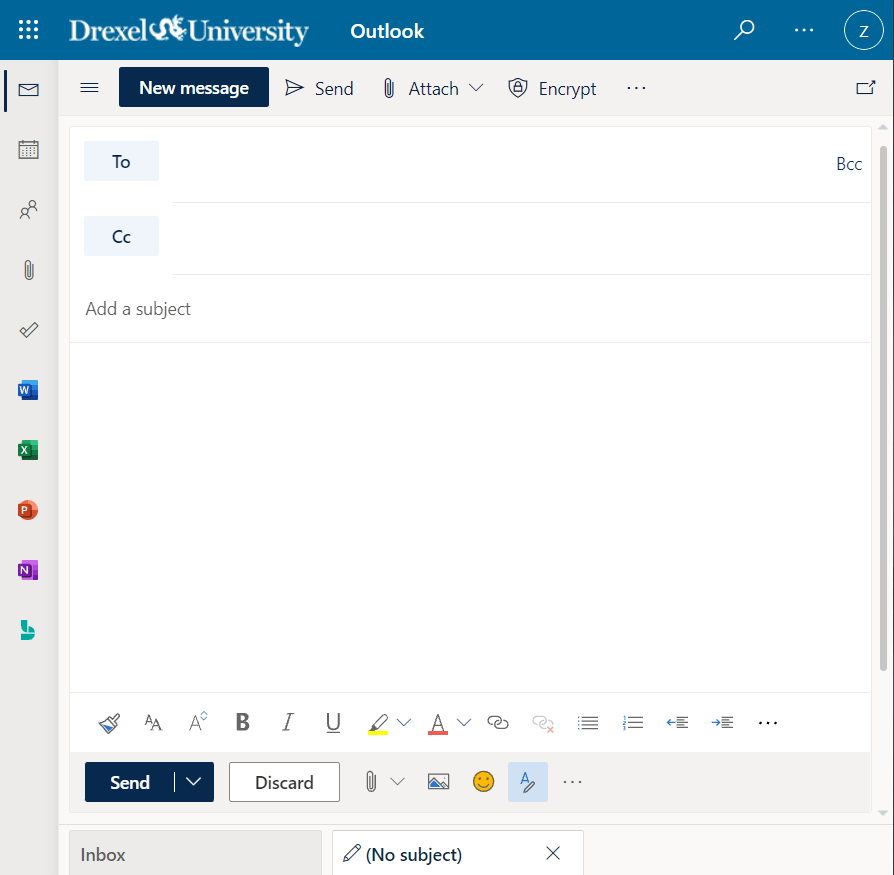 Drexel University Outlook Z
New message Send Attach Encrypt
To Bcc
Cc
Add a subject
Send Discard
Inbox (No subject)